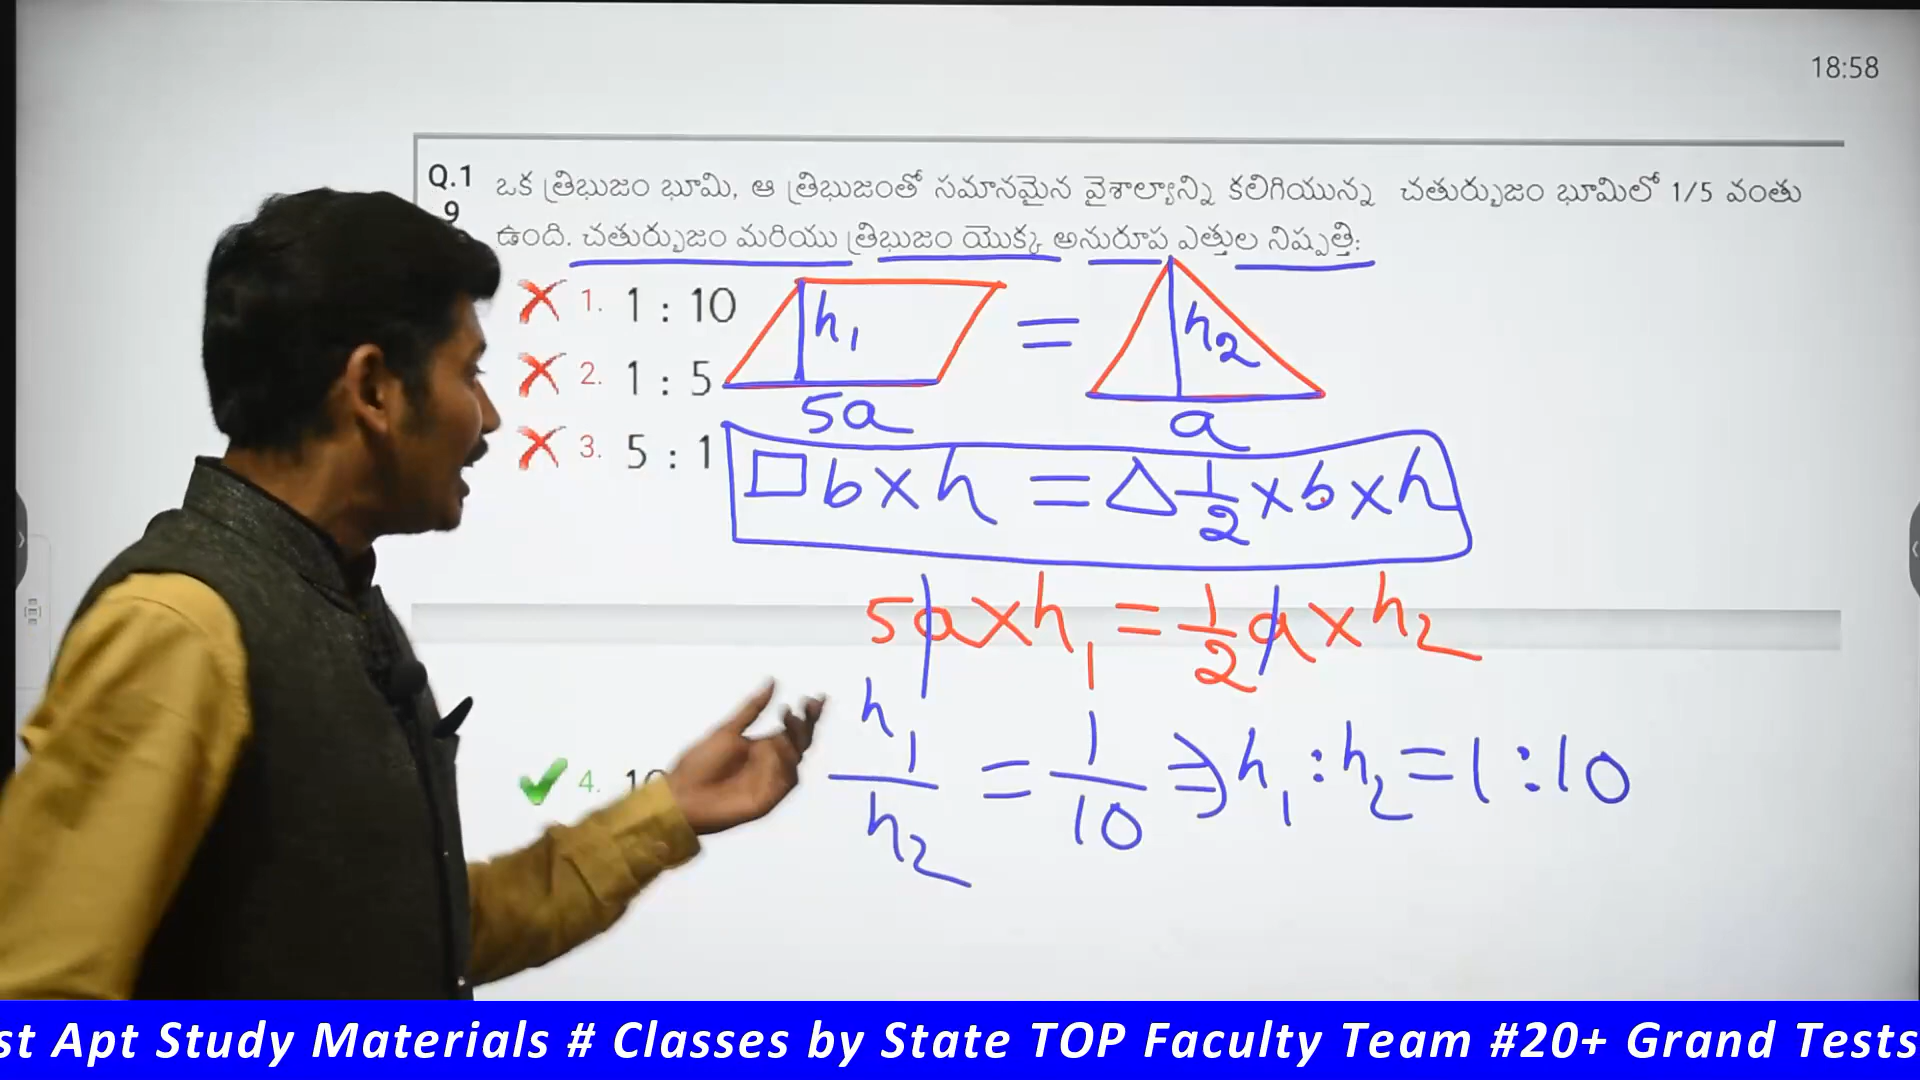 18:58
Q.1
9
ఒక త్రిభుజం భూమి, ఆ త్రిభుజంతో సమానమైన వైశాల్యాన్ని కలిగియున్న చతుర్భుజం భూమిలో 1/5 వంతు
ఉంది. చతుర్భుజం మరియు త్రిభుజం యొక్క అనురూప ఎత్తుల నిష్పత్తి:
1. 1 : 10
2. 1 : 5
3. 5 : 1
h1 = h2
5a a
b × h = 1/2 × b × h
5a × h1 = 1/2 a × h2
h1/h2 = 1/10 ⇒ h1 : h2 = 1 : 10
4.
st Apt Study Materials # Classes by State TOP Faculty Team #20+ Grand Tests